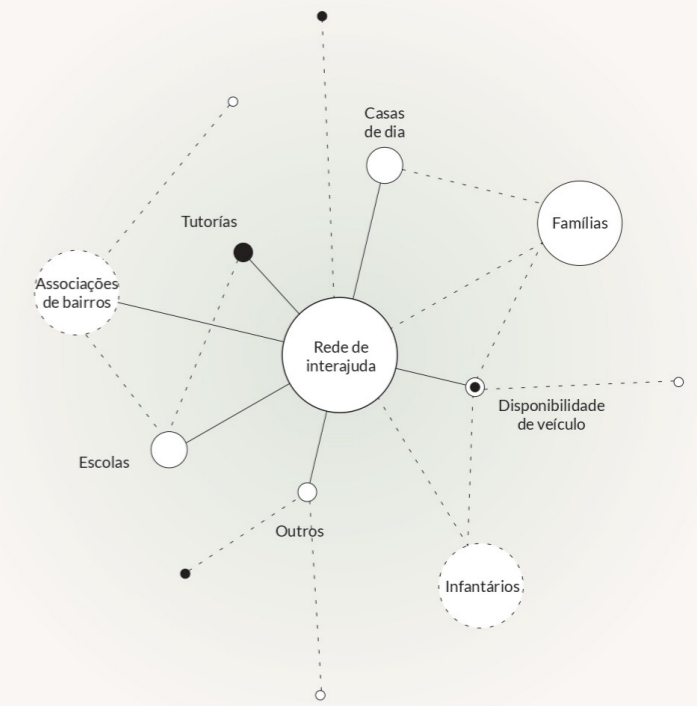 Casas
de dia
Tutorías
Famílias
Associações
de bairros
Rede de
interajuda
Disponibilidade
de veículo
Escolas
Outros
Infantários